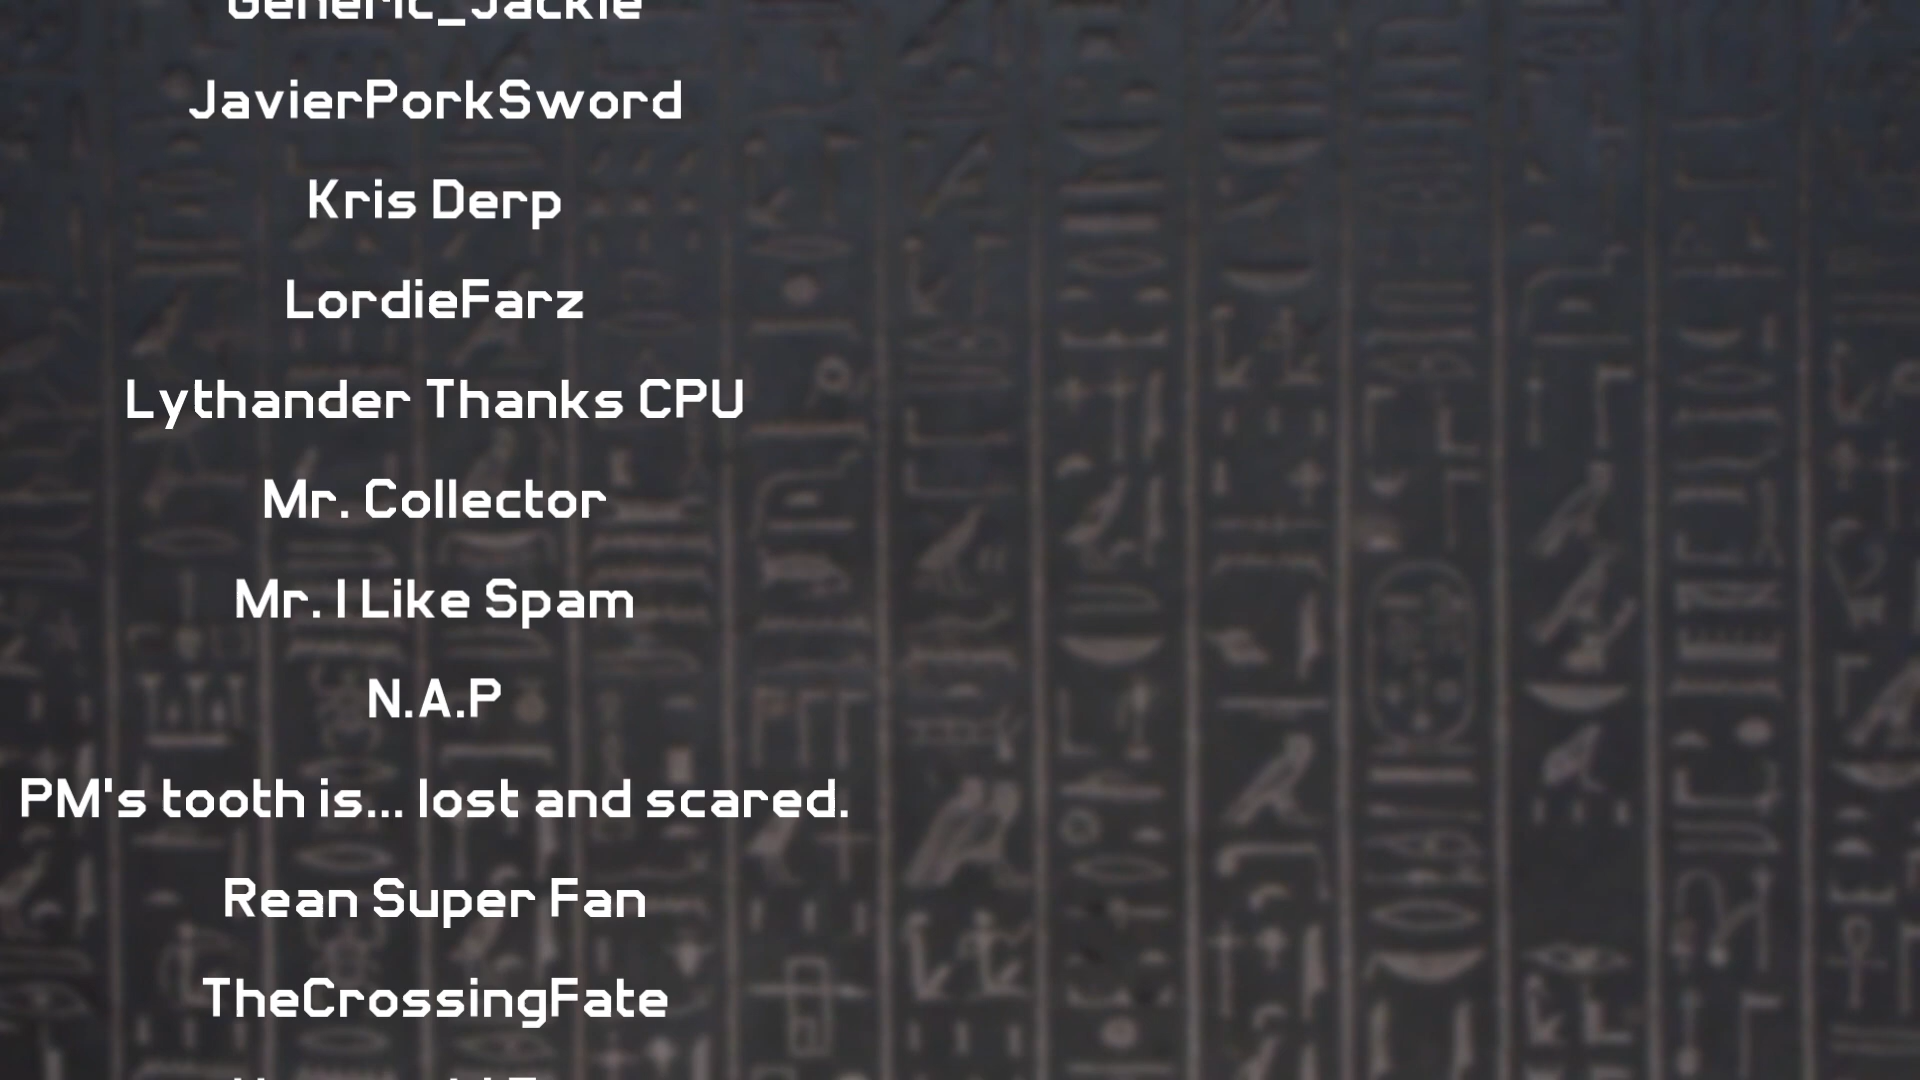 Generic_Jackie
JavierPorkSword
Kris Derp
LordieFarz
Lythander Thanks CPU
Mr. Collector
Mr. I Like Spam
N.A.P
PM's tooth is... lost and scared.
Rean Super Fan
TheCrossingFate